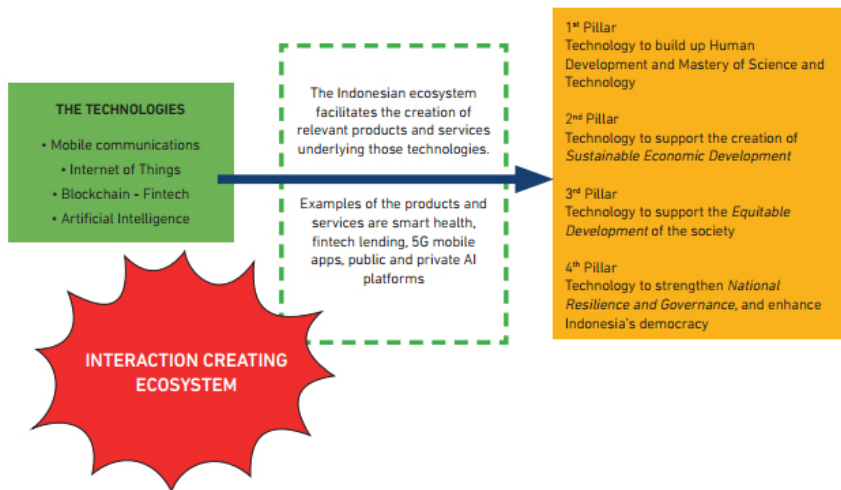 THE TECHNOLOGIES
• Mobile communications
• Internet of Things
• Blockchain - Fintech
• Artificial Intelligence
INTERACTION CREATING
ECOSYSTEM
The Indonesian ecosystem
facilitates the creation of
relevant products and services
underlying those technologies.
Examples of the products and
services are smart health,
fintech lending, 5G mobile
apps, public and private AI
platforms
1st Pillar
Technology to build up Human
Development and Mastery of Science and
Technology
2nd Pillar
Technology to support the creation of
Sustainable Economic Development
3rd Pillar
Technology to support the Equitable
Development of the society
4th Pillar
Technology to strengthen National
Resilience and Governance, and enhance
Indonesia's democracy